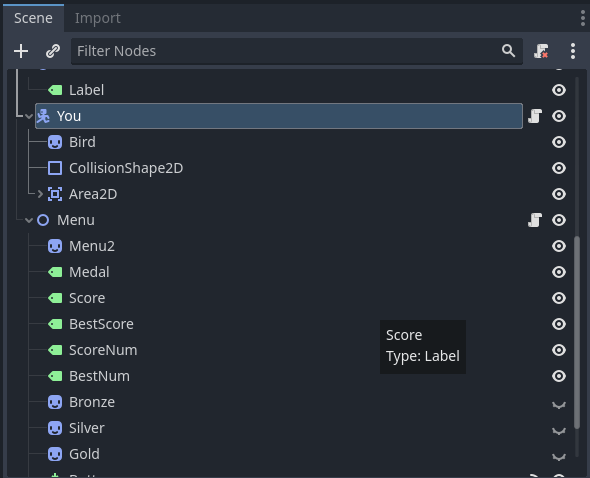 Scene Import
Filter Nodes
Label
You
Bird
CollisionShape2D
Area2D
Menu
Menu2
Medal
Score
BestScore
Score
Type: Label
ScoreNum
BestNum
Bronze
Silver
Gold